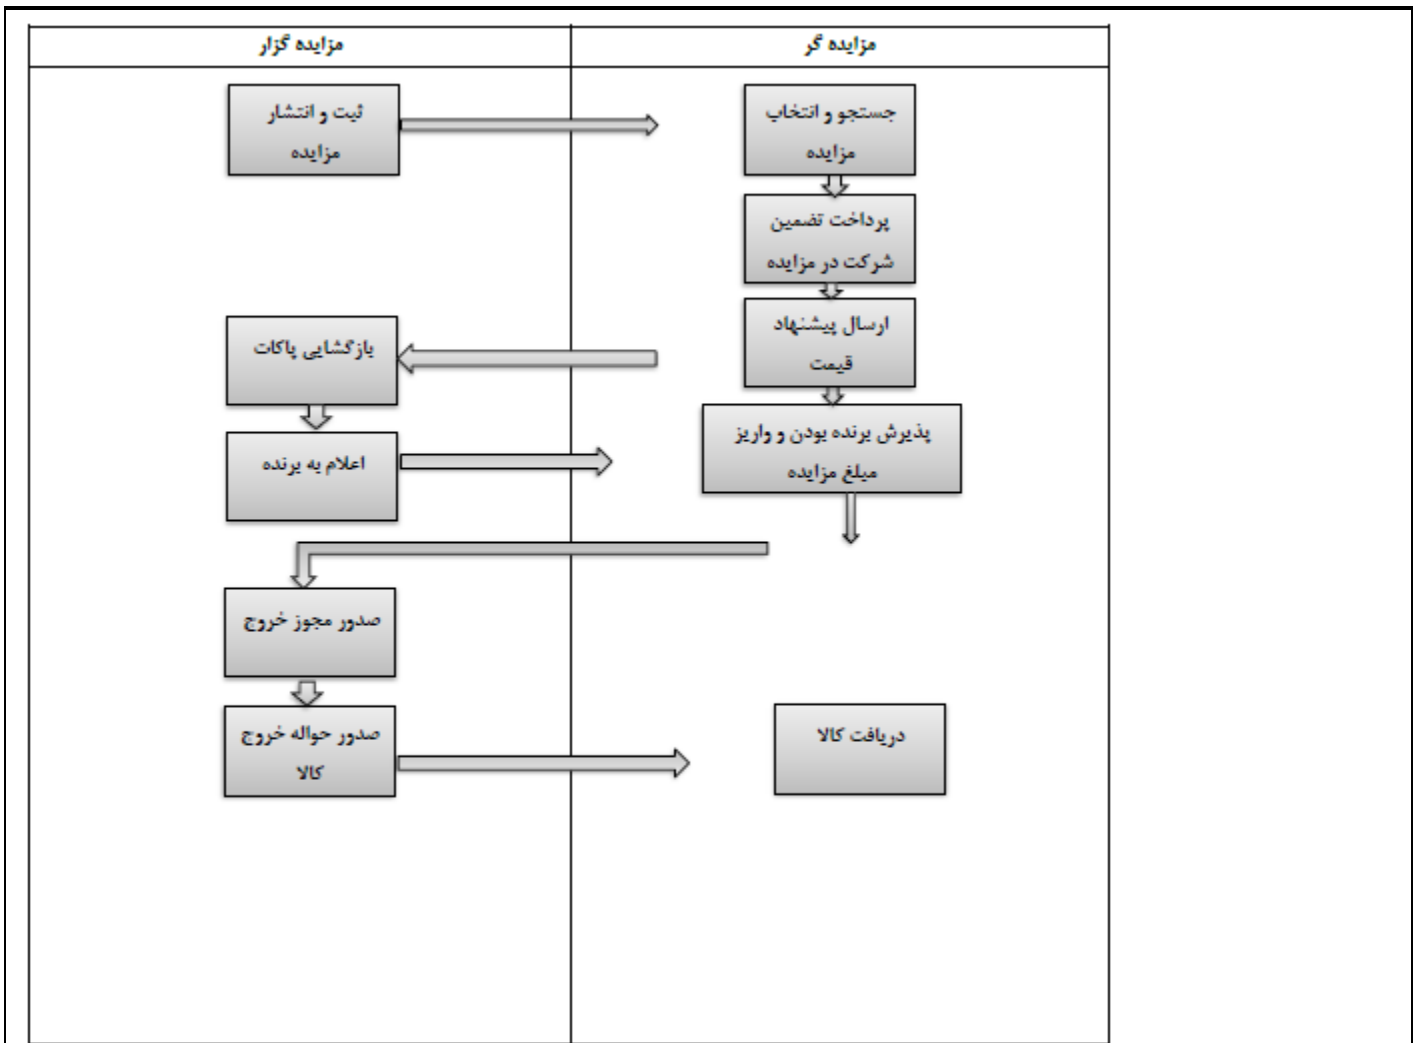 مزایده گر
مزایده گزار
جستجو و انتخاب
مزایده
ثبت و انتشار
مزایده
پرداخت تضمین
شرکت در مزایده
ارسال پیشنهاد
قیمت
بازگشایی پاکات
پذیرش برنده بودن و واریز
مبلغ مزایده
اعلام به برنده
صدور مجوز خروج
صدور حواله خروج
کالا
دریافت کالا